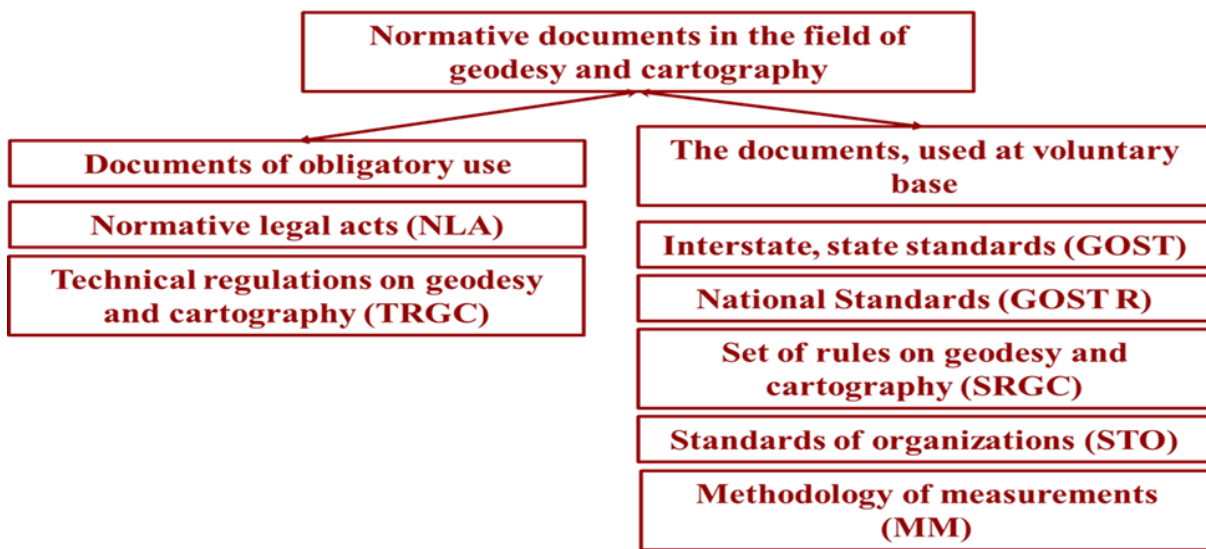 Normative documents in the field of
geodesy and cartography
Documents of obligatory use
Normative legal acts (NLA)
Technical regulations on geodesy
and cartography (TRGC)
The documents, used at voluntary
base
Interstate, state standards (GOST)
National Standards (GOST R)
Set of rules on geodesy and
cartography (SRGC)
Standards of organizations (STO)
Methodology of measurements
(MM)